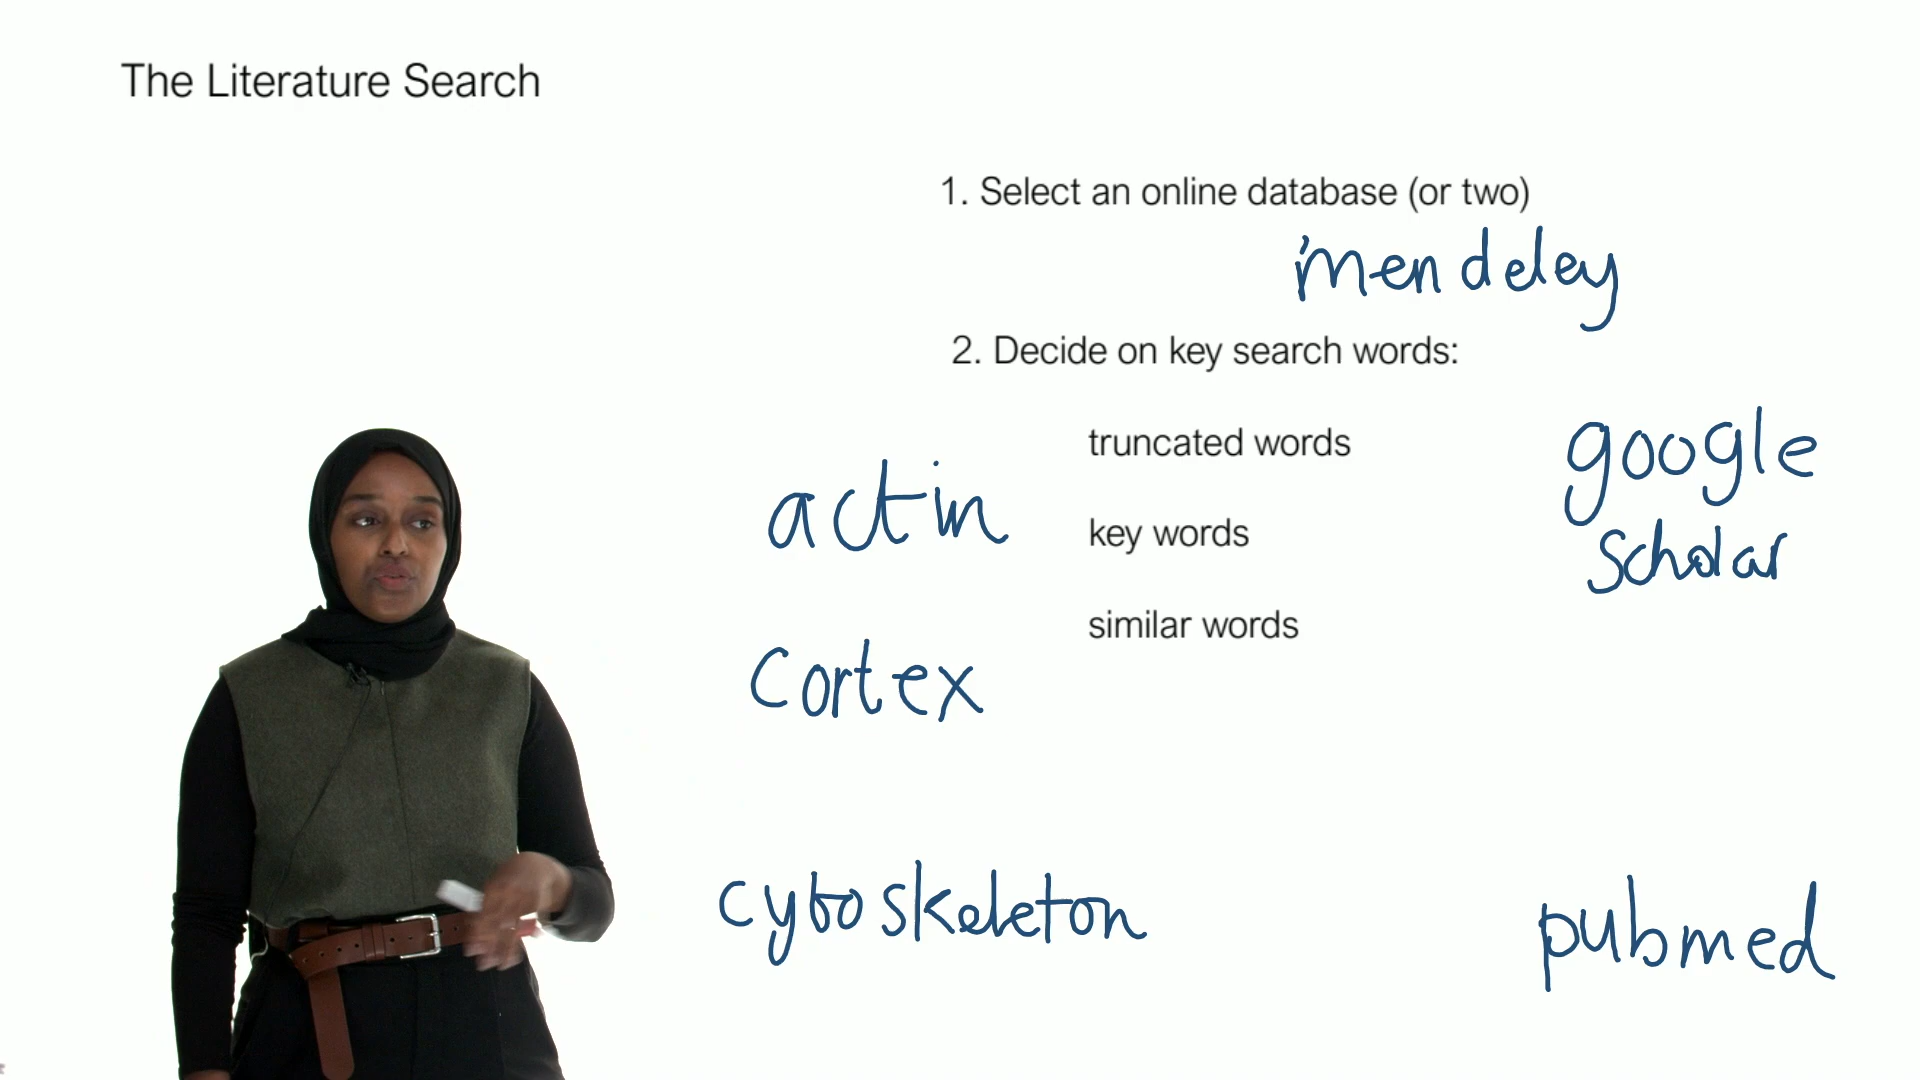 The Literature Search
1. Select an online database (or two)
mendeley
2. Decide on key search words:
truncated words
google
actin
key words
scholar
similar words
cortex
cytoskeleton
pubmed